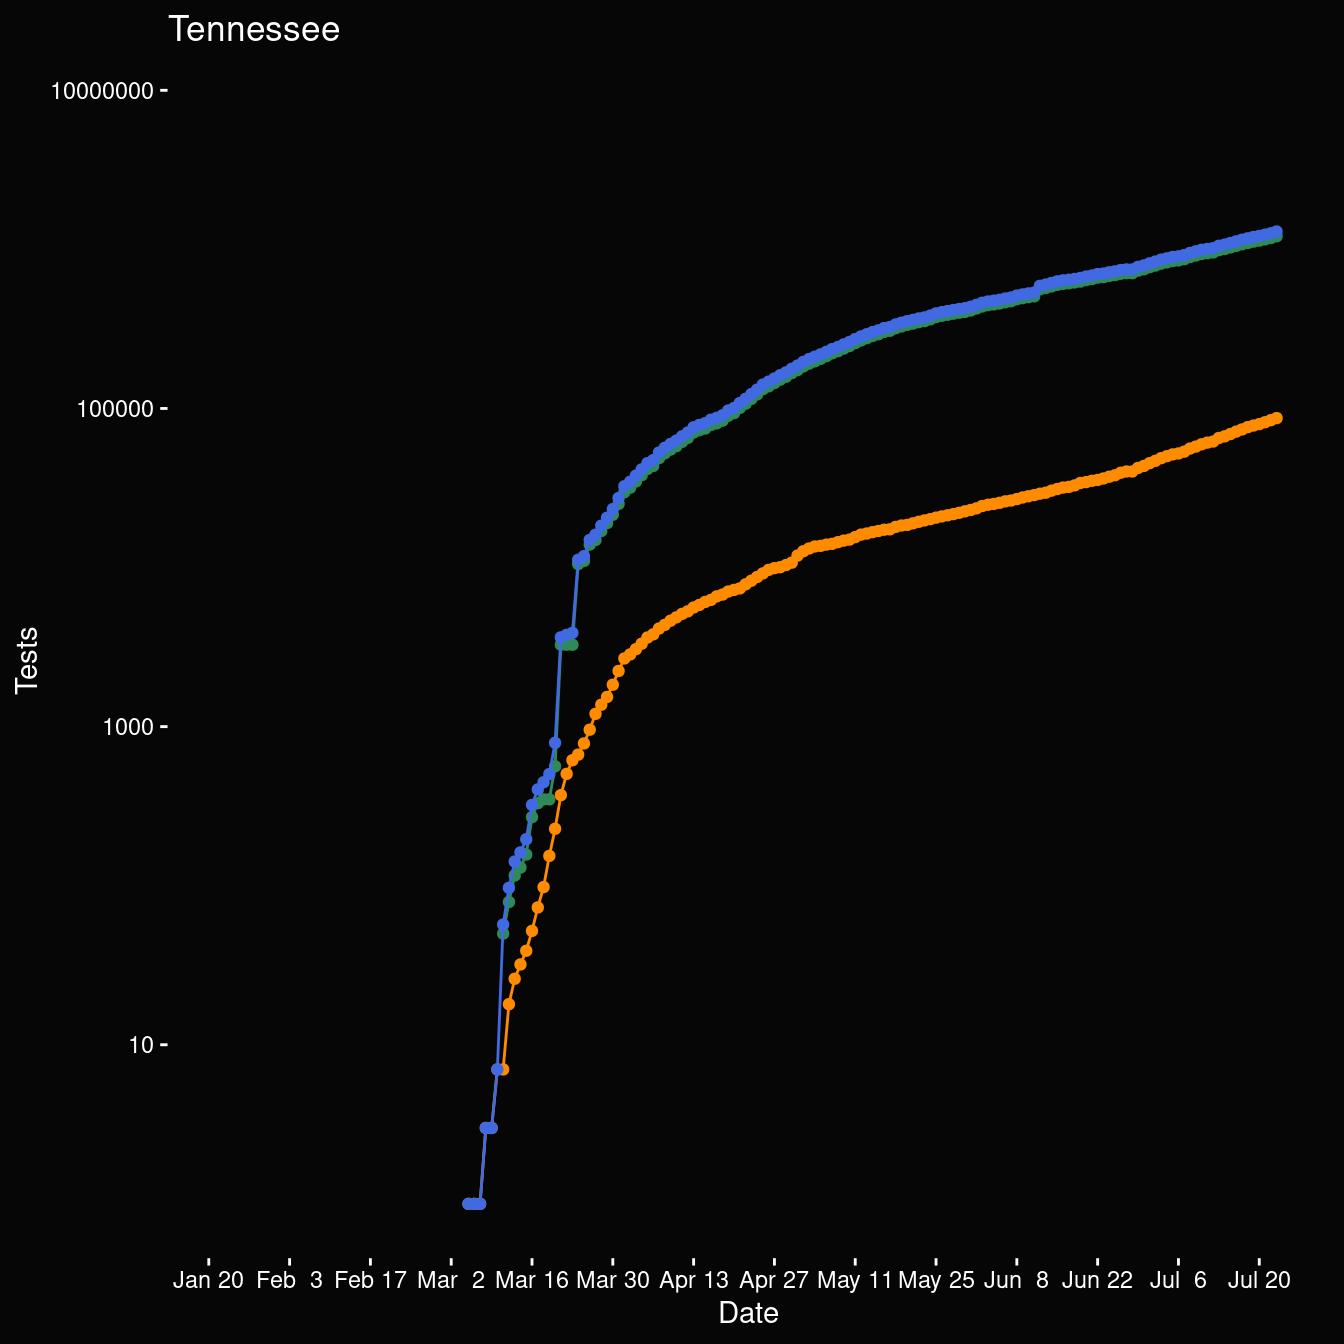 Tennessee
10000000
100000
1000
10
Tests
Jan 20 Feb  3 Feb 17 Mar  2 Mar 16 Mar 30 Apr 13 Apr 27 May 11 May 25 Jun  8 Jun 22 Jul  6 Jul 20
Date